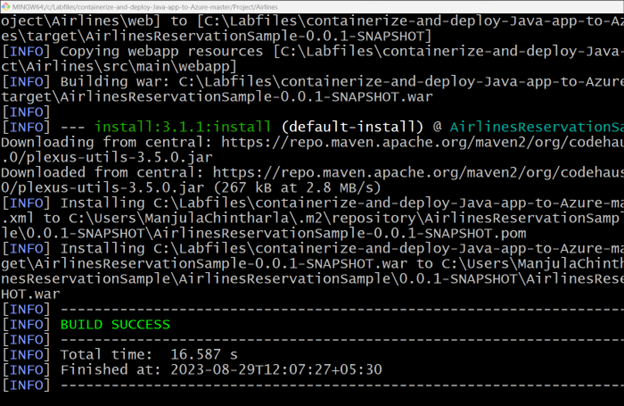 MINGW64:/c/Labfiles/containerize-and-deploy-Java-app-to-Azure-master/Project/Airlines
oject\Airlines\web] to [C:\Labfiles\containerize-and-deploy-Java-app-to-Az
es\target\AirlinesReservationSample-0.0.1-SNAPSHOT]
[INFO] Copying webapp resources [C:\Labfiles\containerize-and-deploy-Java-
ct\Airlines\src\main\webapp]
[INFO] Building war: C:\Labfiles\containerize-and-deploy-Java-app-to-Azure
target\AirlinesReservationSample-0.0.1-SNAPSHOT.war
[INFO]
[INFO] --- install:3.1.1:install (default-install) @ AirlinesReservationSa
Downloading from central: https://repo.maven.apache.org/maven2/org/codehau
.0/plexus-utils-3.5.0.jar
Downloaded from central: https://repo.maven.apache.org/maven2/org/codehaus
0/plexus-utils-3.5.0.jar (267 kB at 2.8 MB/s)
[INFO] Installing C:\Labfiles\containerize-and-deploy-Java-app-to-Azure-ma
.xml to C:\Users\ManjulaChintharla\.m2\repository\AirlinesReservationSamp
le\0.0.1-SNAPSHOT\AirlinesReservationSample-0.0.1-SNAPSHOT.pom
[INFO] Installing C:\Labfiles\containerize-and-deploy-Java-app-to-Azure-ma
get\AirlinesReservationSample-0.0.1-SNAPSHOT.war to C:\Users\ManjulaChinth
nesReservationSample\AirlinesReservationSample\0.0.1-SNAPSHOT\AirlinesRese
HOT.war
[INFO] ------------------------------------------------------------------------
[INFO] BUILD SUCCESS
[INFO] ------------------------------------------------------------------------
[INFO] Total time:  16.587 s
[INFO] Finished at: 2023-08-29T12:07:27+05:30
[INFO] ------------------------------------------------------------------------